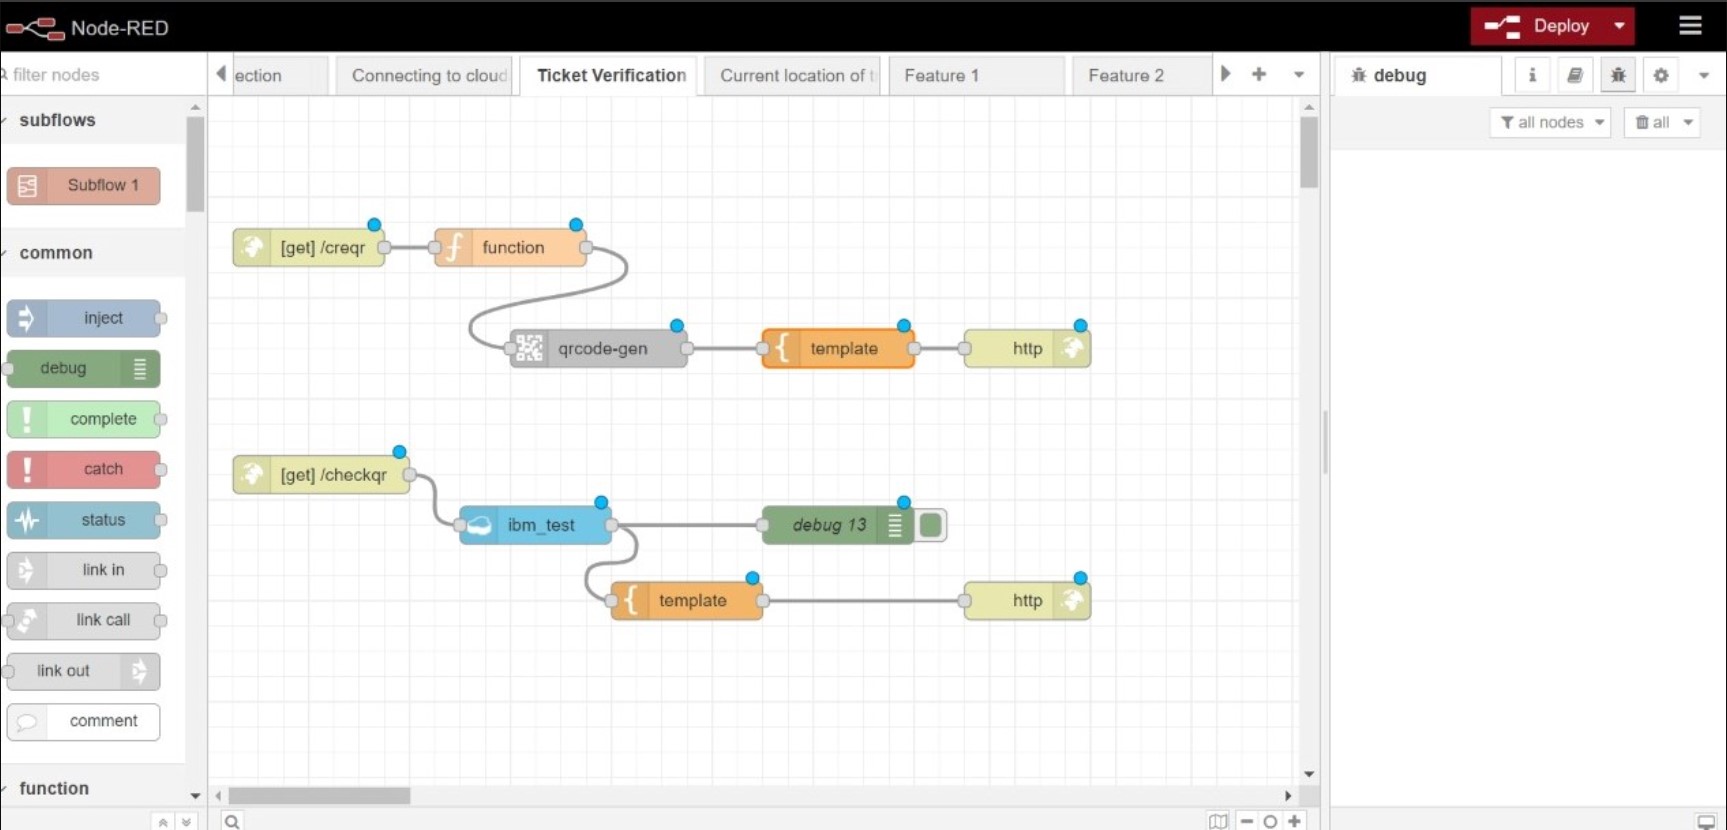 Node-RED
Deploy
filter nodes
ection
Connecting to cloud
Ticket Verification
Current location of t
Feature 1
Feature 2
debug
all nodes
all
subflows
Subflow 1
common
inject
debug
complete
catch
status
link in
link call
link out
comment
function
[get] /creqr
function
qrcode-gen
template
http
[get] /checkqr
ibm_test
debug 13
template
http